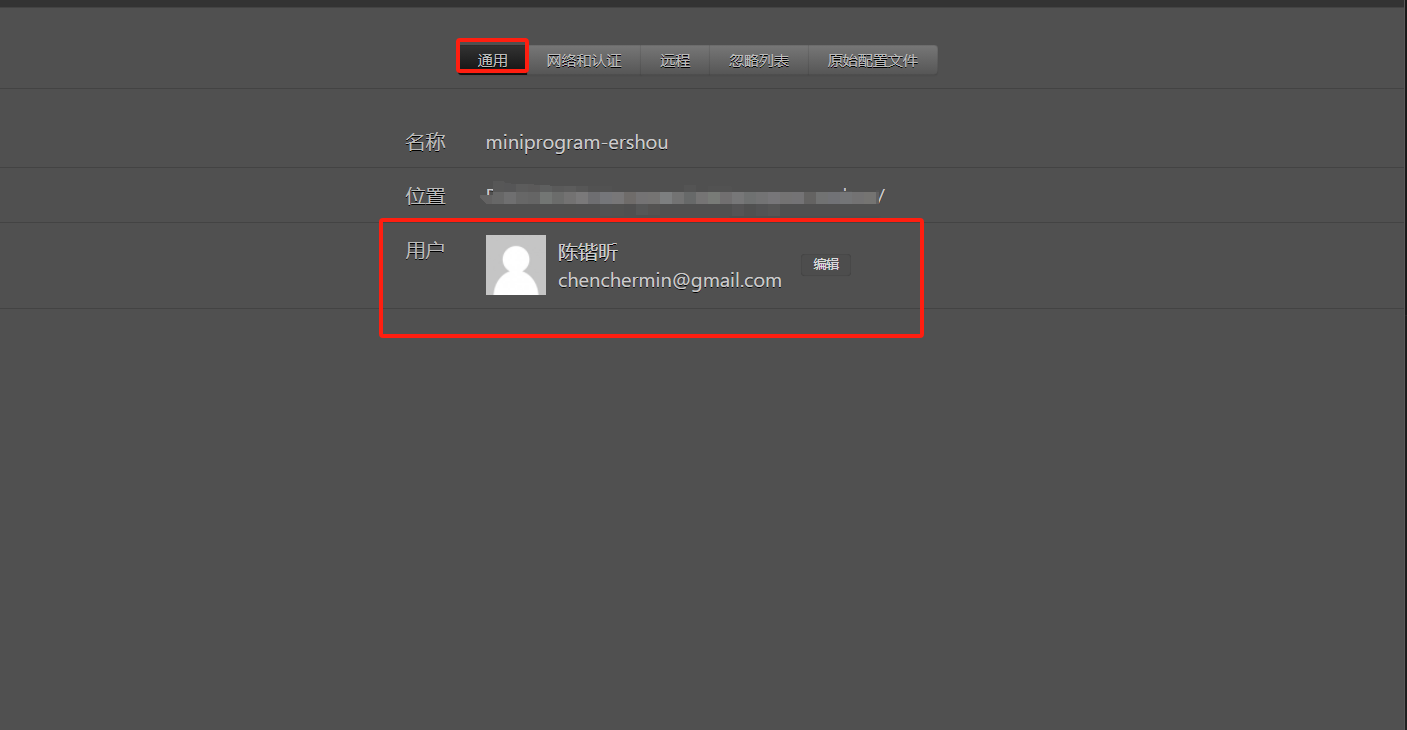 通用 网络和认证 远程 忽略列表 原始配置文件
名称 miniprogram-ershou
位置 /
用户 陈锴昕 编辑
chenchermin@gmail.com